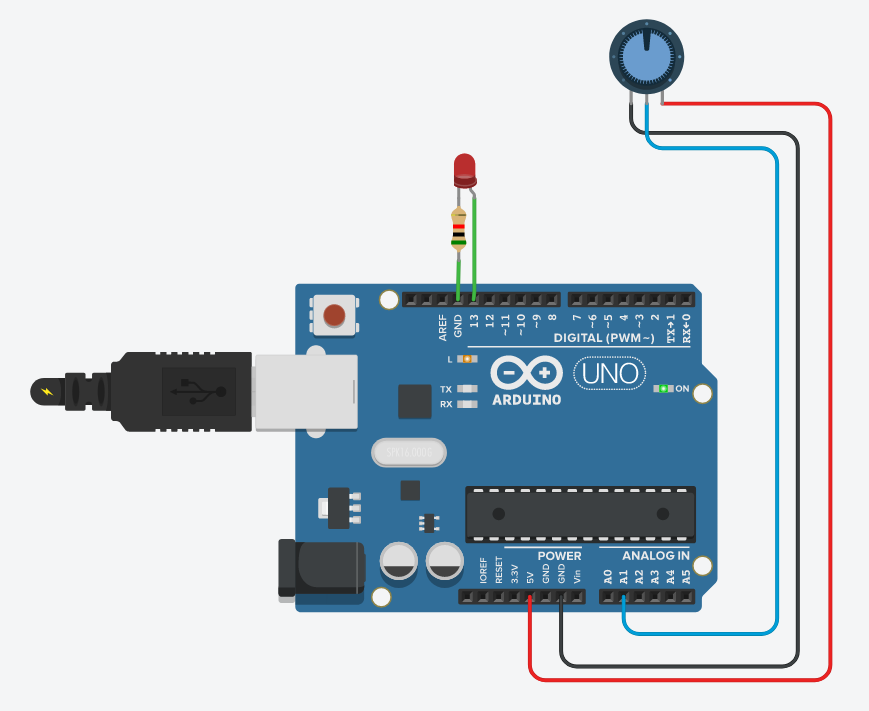 AREF
GND
13
12
~11
~10
~9
8
7
~6
~5
4
~3
2
TX→1
RX←0
DIGITAL (PWM~)
L
TX
RX
UNO
ARDUINO
ON
POWER
ANALOG IN
IOREF
RESET
3.3V
5V
GND
GND
Vin
A0
A1
A2
A3
A4
A5